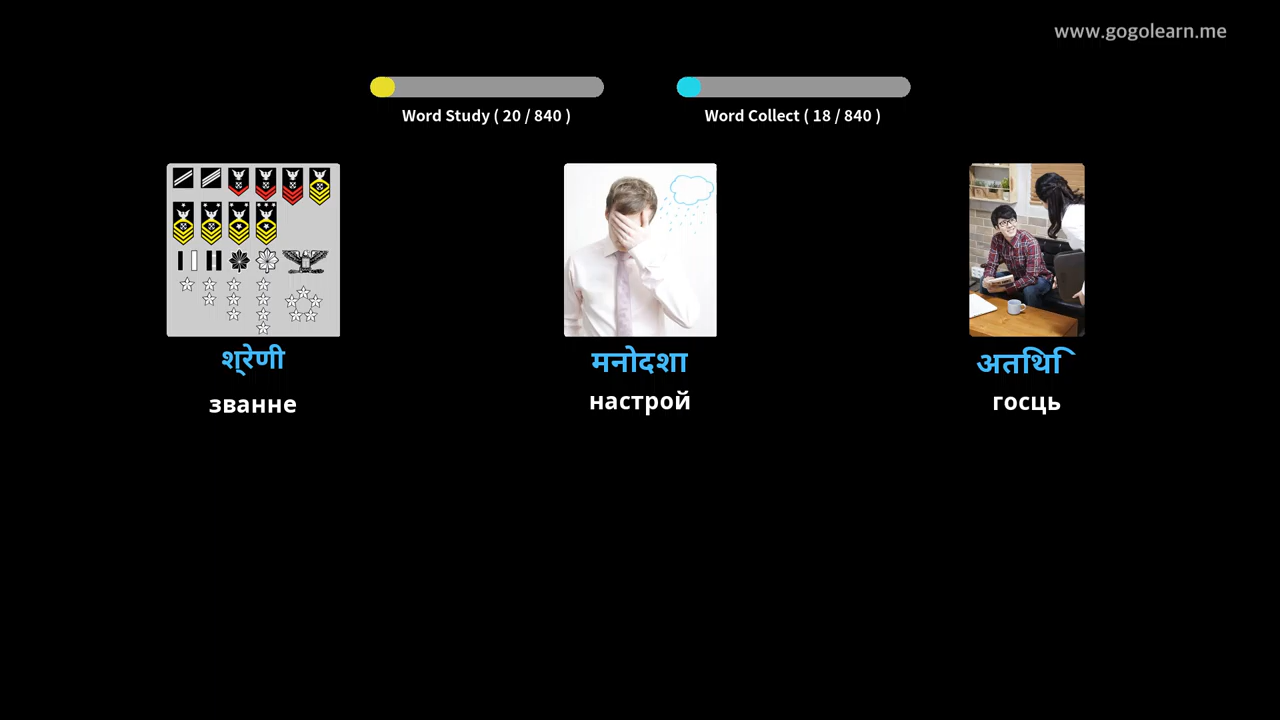 www.gogolearn.me
Word Study ( 20 / 840 )
Word Collect ( 18 / 840 )
श्रेणी
मनोदशा
अतिथि
званне
настрой
госць